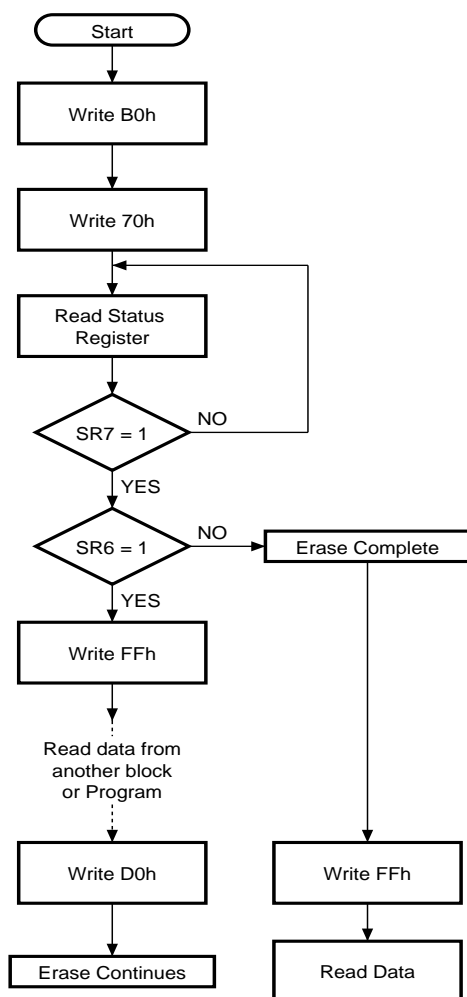 Start
Write B0h
Write 70h
Read Status
Register
SR7 = 1
NO
YES
SR6 = 1
NO
Erase Complete
YES
Write FFh
Read data from
another block
or Program
Write D0h
Write FFh
Erase Continues
Read Data